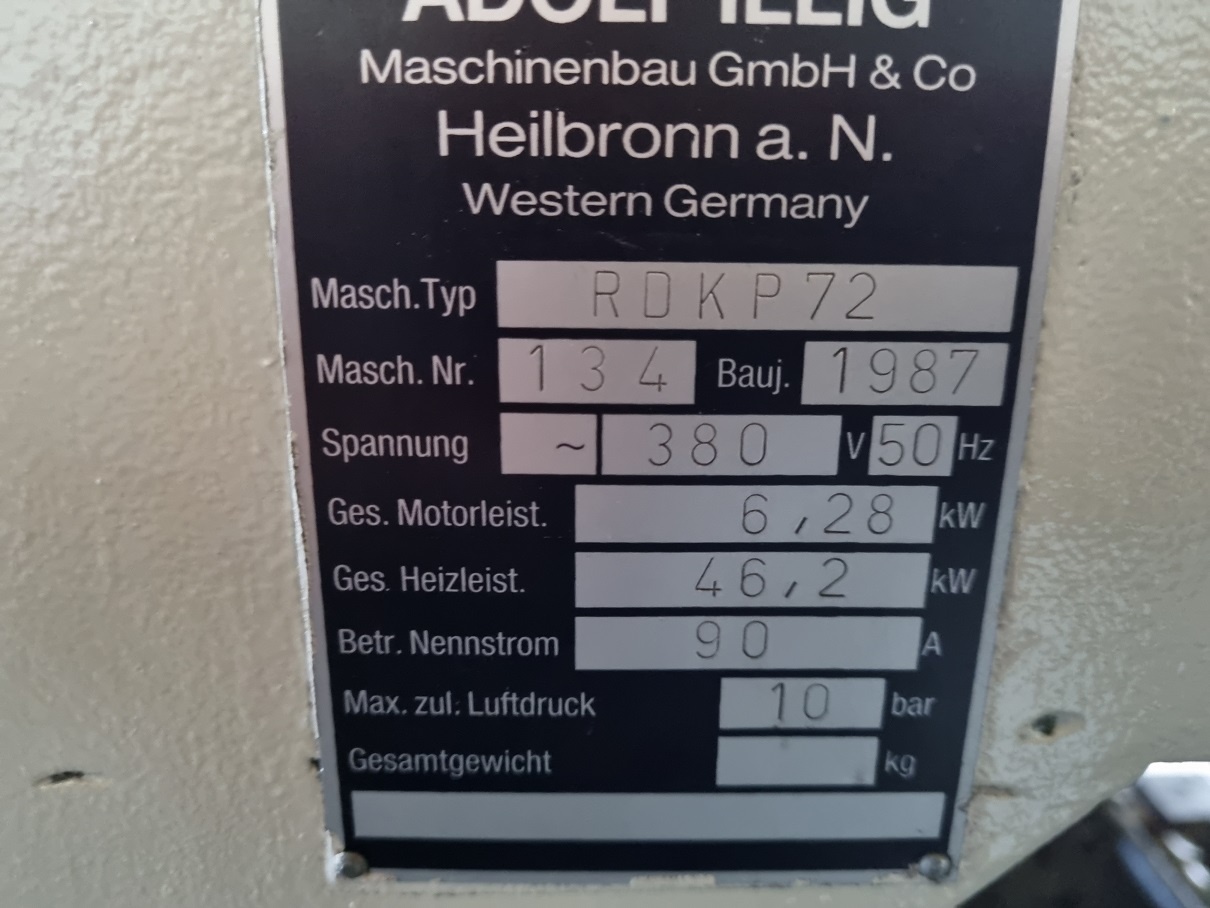 ADOLF ILLIG
Maschinenbau GmbH & Co
Heilbronn a. N.
Western Germany
Masch.Typ RDKP72
Masch. Nr. 134 Bauj. 1987
Spannung ~ 380 V 50 Hz
Ges. Motorleist. 6,28 kW
Ges. Heizleist. 46,2 kW
Betr. Nennstrom 90 A
Max. zul. Luftdruck 10 bar
Gesamtgewicht kg